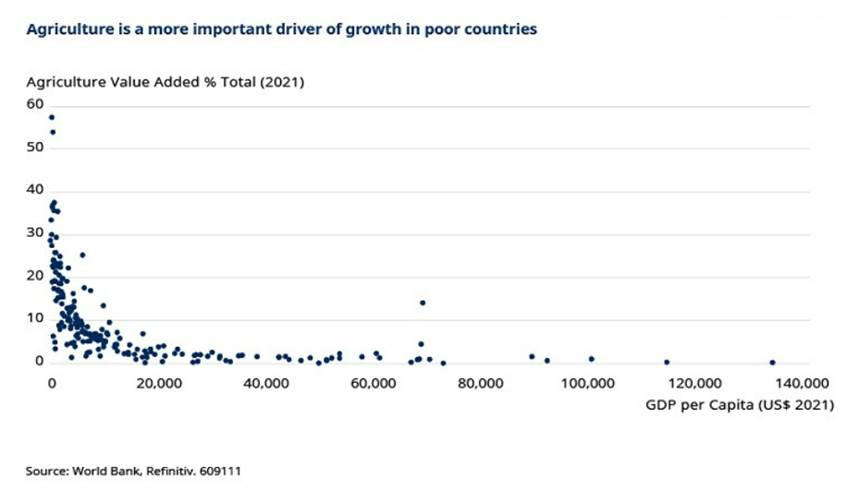 Agriculture is a more important driver of growth in poor countries
Agriculture Value Added % Total (2021)
60
50
40
30
20
10
0
0 20,000 40,000 60,000 80,000 100,000 120,000 140,000
GDP per Capita (US$ 2021)
Source: World Bank, Refinitiv. 609111